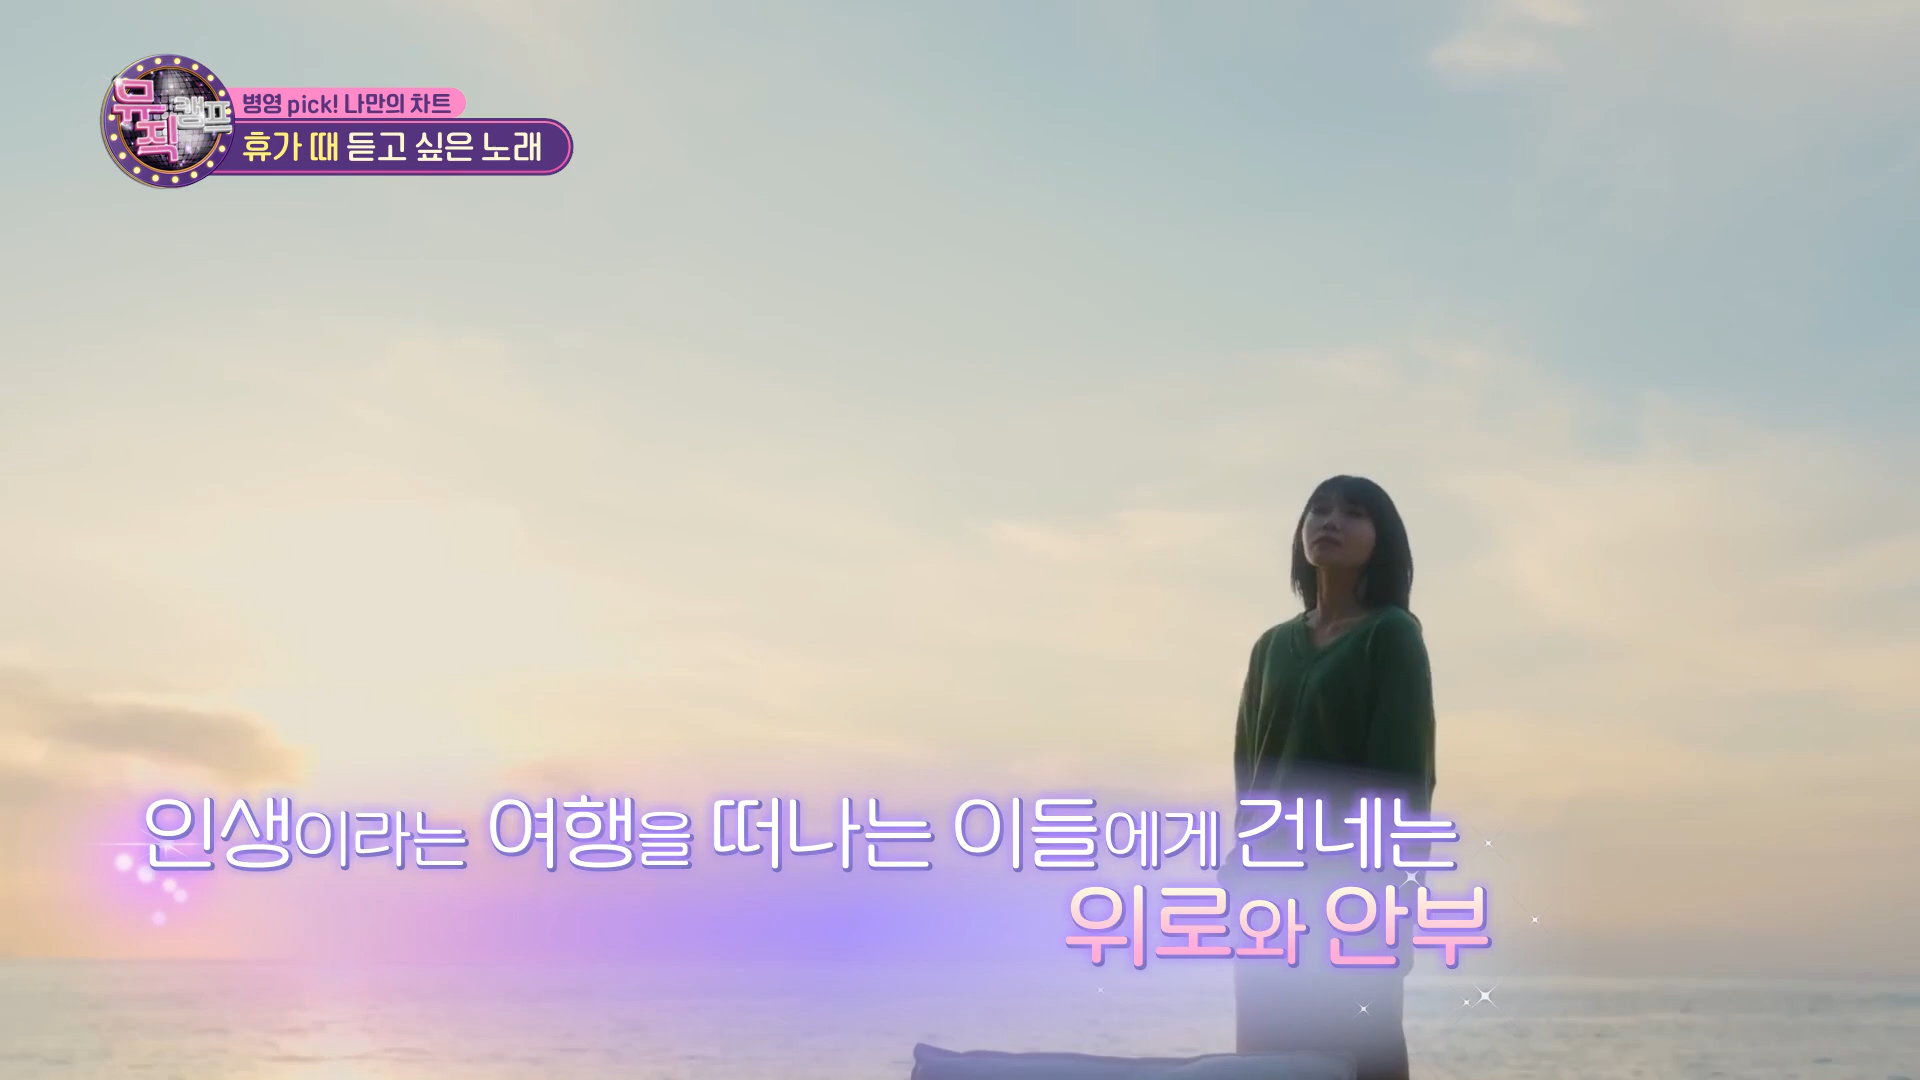 뮤직캠프
병영 pick! 나만의 차트
휴가 때 듣고 싶은 노래
인생이라는 여행을 떠나는 이들에게 건네는
위로와 안부